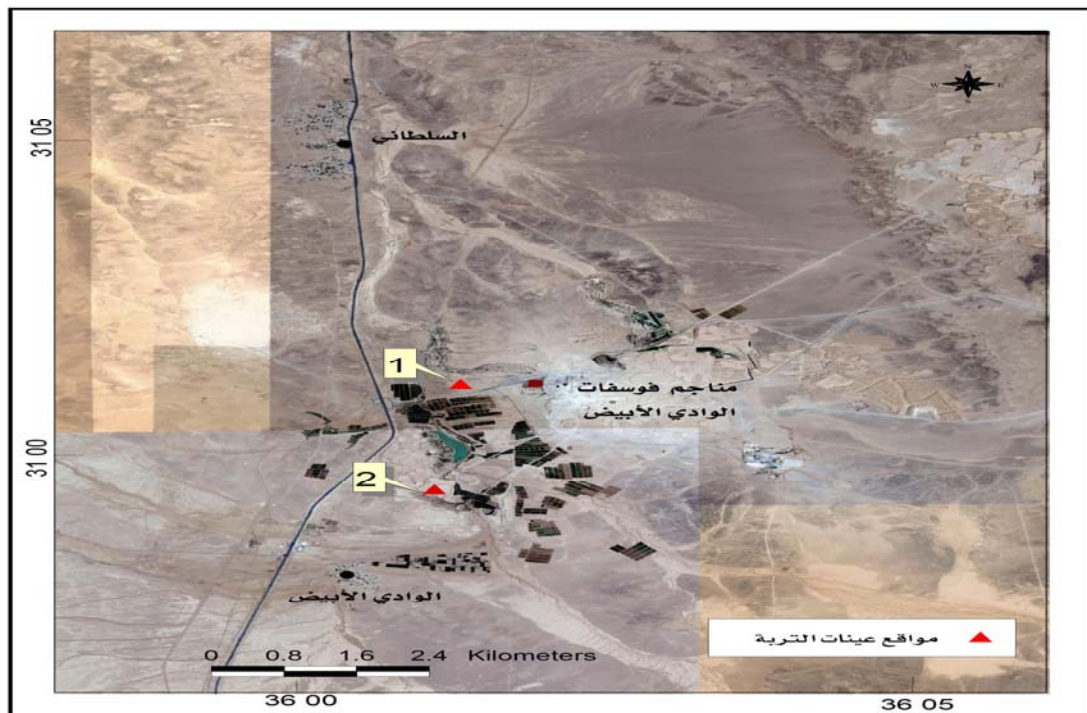 N
W E
S
31 05
السلطاني
1
مناجم فوسفات
الوادي الأبيض
31 00
2
الوادي الأبيض
مواقع عينات التربة
0 0.8 1.6 2.4 Kilometers
36 00 36 05